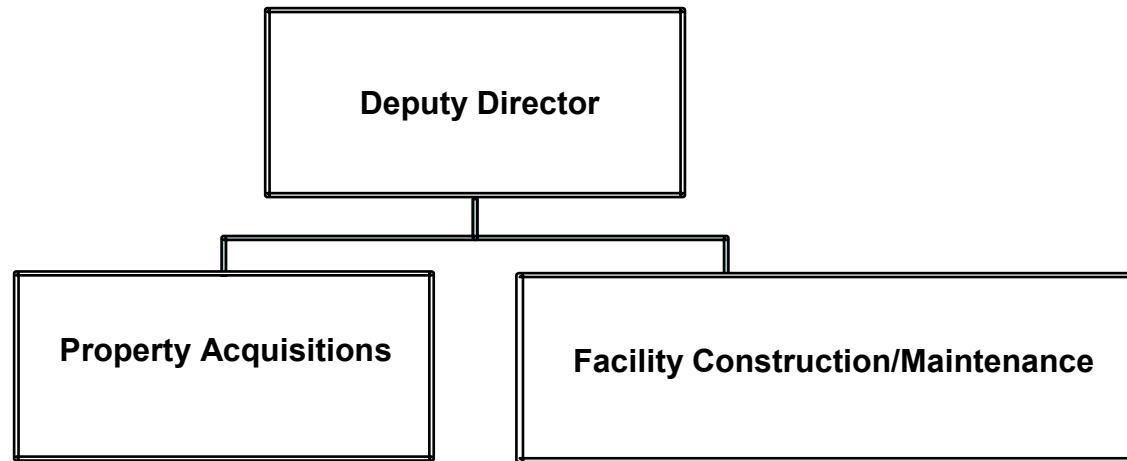 Deputy Director
Property Acquisitions
Facility Construction/Maintenance